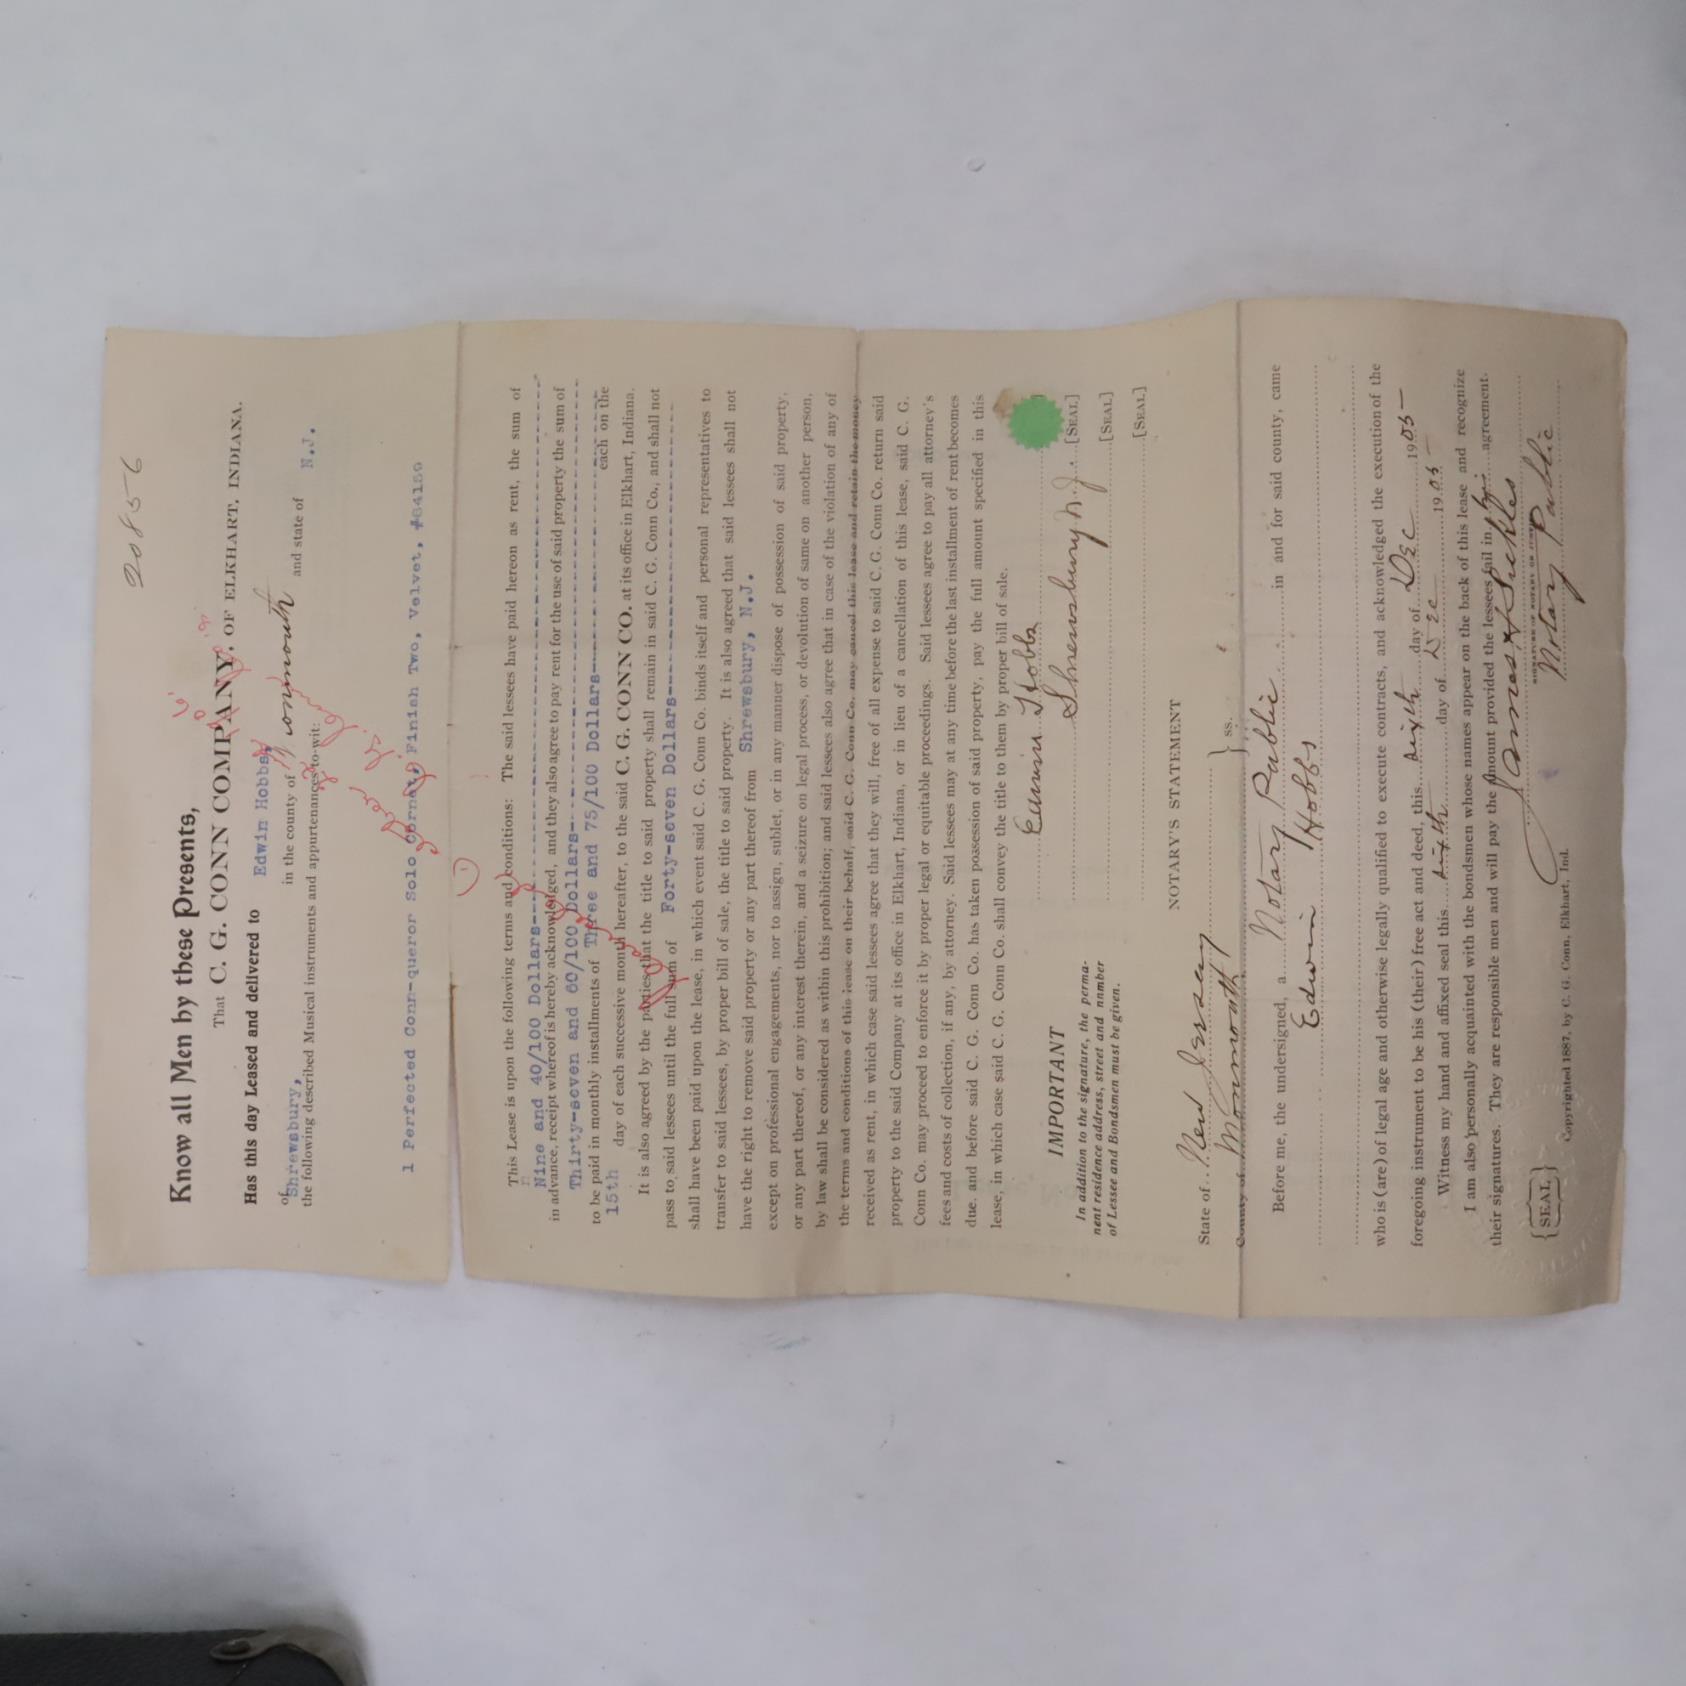 20856
Know all Men by these Presents,
That C. G. CONN COMPANY, OF ELKHART, INDIANA.
Has this day Leased and delivered to Edwin Hobbs,
of Shrewsbury, in the county of Monmouth and state of N.J.
the following described Musical instruments and appurtenances to-wit:
1 Perfected Conn-queror Solo Cornet, Finish Two, Velvet,
This Lease is upon the following terms and conditions: The said lessees have paid hereon as rent, the sum of
Nine and 40/100 Dollars
in advance, receipt whereof is hereby acknowledged, and they also agree to pay rent for the use of said property the sum of
Thirty-seven and 60/100 Dollars
to be paid in monthly installments of Three and 75/100 Dollars each on the
15th day of each successive month hereafter, to the said C. G. CONN CO. at its office in Elkhart, Indiana.
It is also agreed by the parties that the title to said property shall remain in said C. G. Conn Co., and shall not
pass to said lessees until the full sum of Forty-seven Dollars
shall have been paid upon the lease, in which event said C. G. Conn Co. binds itself and personal representatives to
transfer to said lessees, by proper bill of sale, the title to said property. It is also agreed that said lessees shall not
have the right to remove said property or any part thereof from Shrewsbury, N.J.
except on professional engagements, nor to assign, sublet, or in any manner dispose of possession of said property,
or any part thereof, or any interest therein, and a seizure on legal process, or devolution of same on another person,
by law shall be considered as within this prohibition; and said lessees also agree that in case of the violation of any of
the terms and conditions of this lease on their behalf, said C. G. Conn Co. may cancel this lease and retain the money
received as rent, in which case said lessees agree that they will, free of all expense to said C. G. Conn Co. return said
property to the said Company at its office in Elkhart, Indiana, or in lieu of a cancellation of this lease, said C. G.
Conn Co. may proceed to enforce it by proper legal or equitable proceedings. Said lessees agree to pay all attorney's
fees and costs of collection, if any, by attorney. Said lessees may at any time before the last installment of rent becomes
due. and before said C. G. Conn Co. has taken possession of said property, pay the full amount specified in this
lease, in which case said C. G. Conn Co. shall convey the title to them by proper bill of sale.
Edwin Hobbs
Shrewsbury N.J. [SEAL]
[SEAL]
[SEAL]
IMPORTANT
In addition to the signature, the perma-
nent residence address, street and number
of Lessee and Bondsmen must be given.
NOTARY'S STATEMENT
State of New Jersey
County of Monmouth } ss.
Before me, the undersigned, a Notary Public in and for said county, came
Edwin Hobbs
who is (are) of legal age and otherwise legally qualified to execute contracts, and acknowledged the execution of the
foregoing instrument to be his (their) free act and deed, this sixth day of Dec 1905
Witness my hand and affixed seal this sixth day of Dec 1905
I am also personally acquainted with the bondsmen whose names appear on the back of this lease and recognize
their signatures. They are responsible men and will pay the amount provided the lessees fail in agreement.
James H Sickles
SIGNATURE OF NOTARY OR JUSTICE
{SEAL} Notary Public
Copyrighted 1887, by C. G. Conn, Elkhart, Ind.